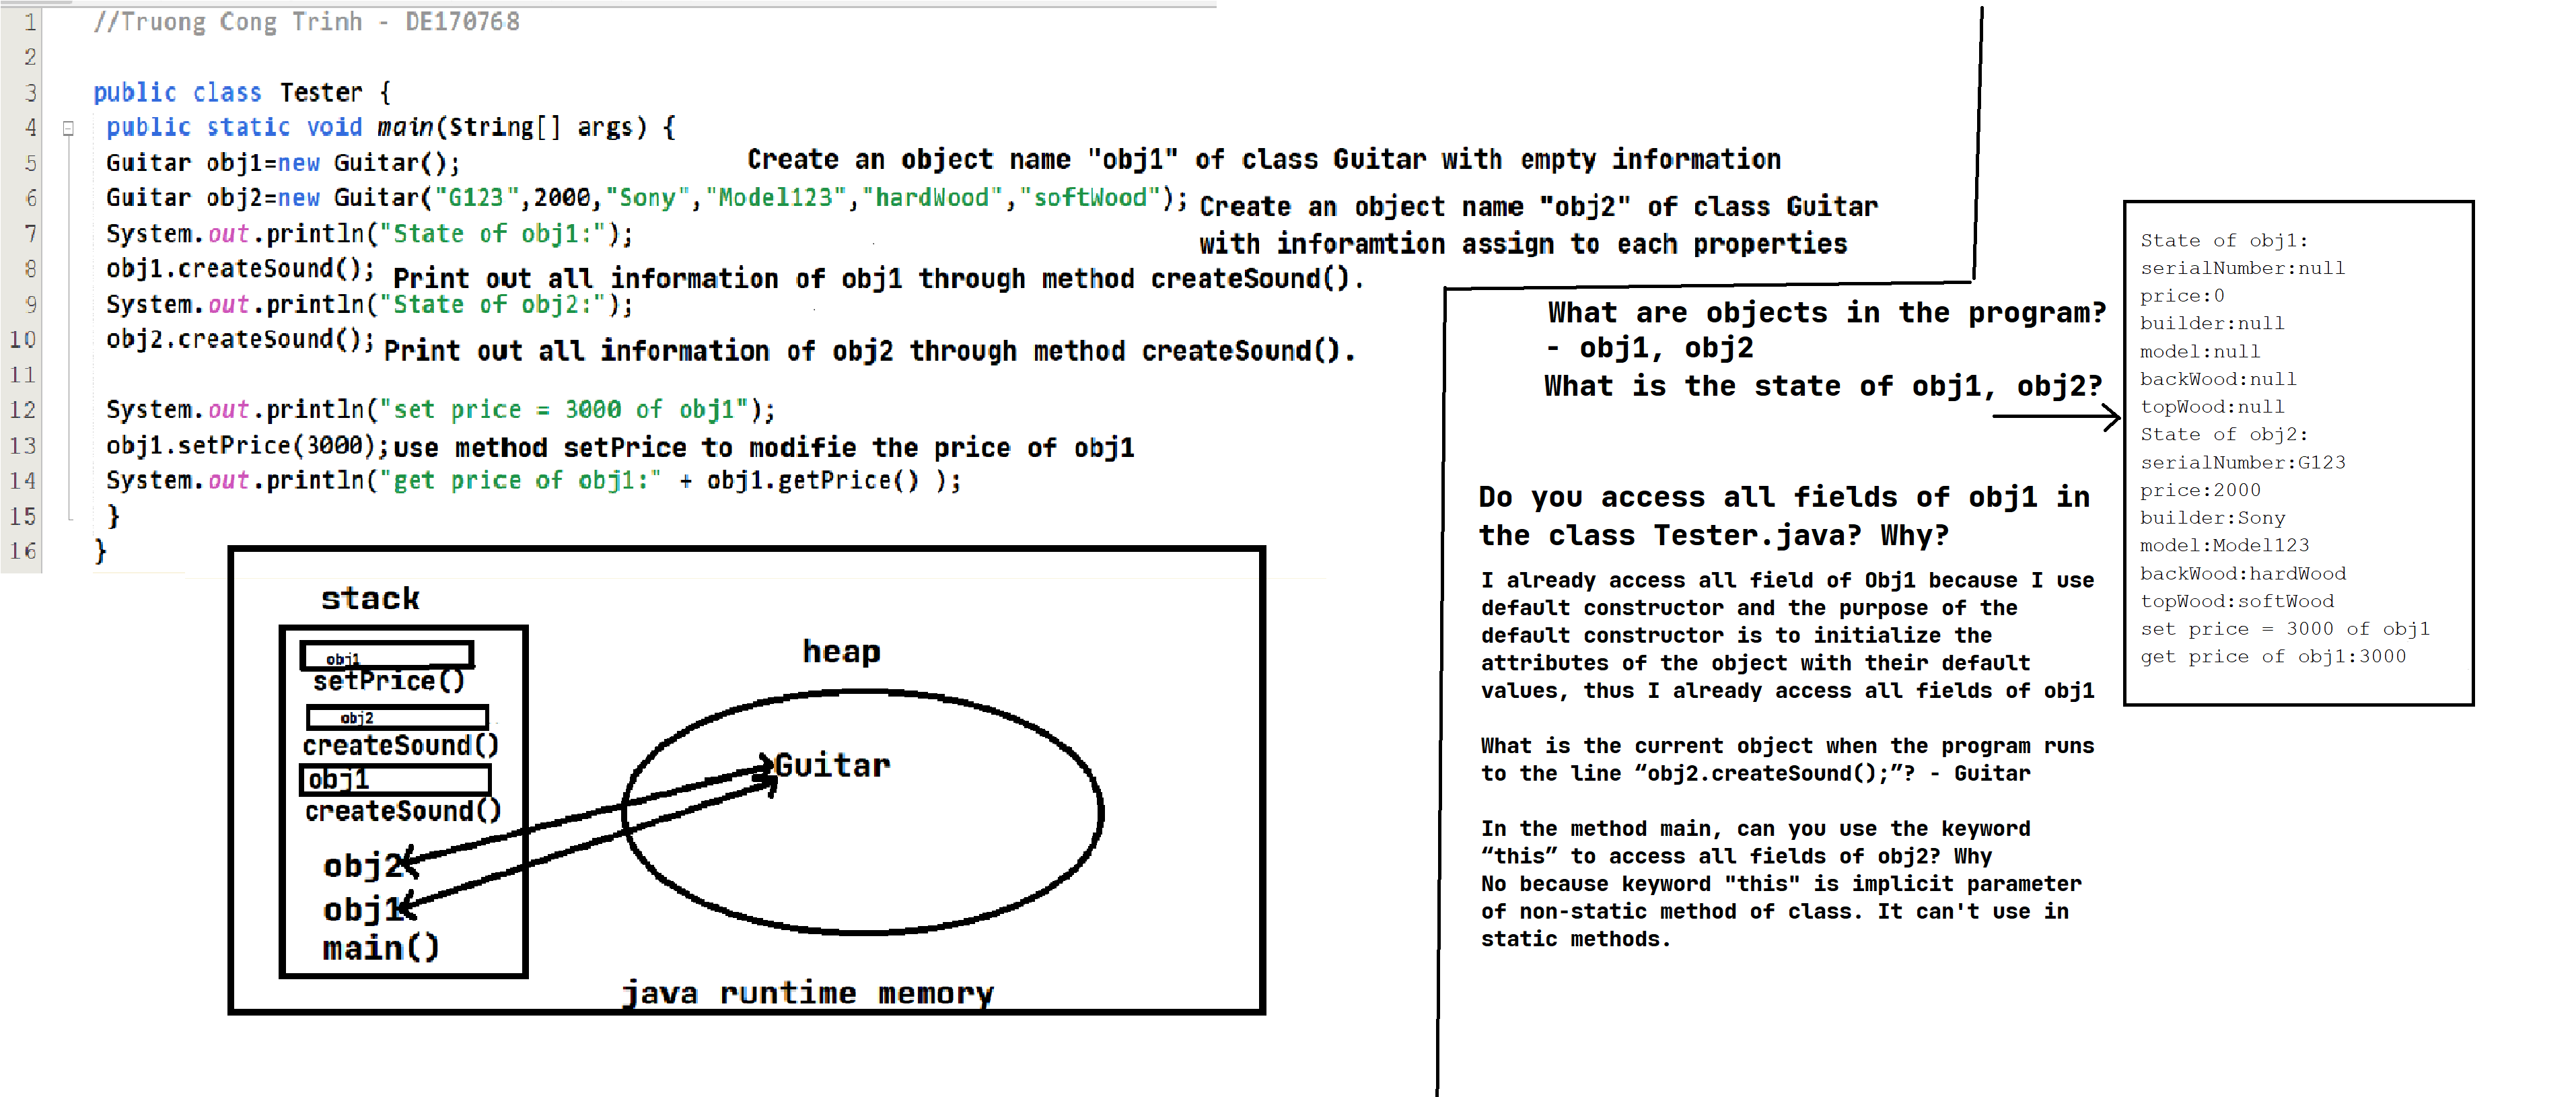 1 //Truong Cong Trinh - DE170768
2
3 public class Tester {
4 public static void main(String[] args) {
5 Guitar obj1=new Guitar();
Create an object name "obj1" of class Guitar with empty information
6 Guitar obj2=new Guitar("G123",2000,"Sony","Model123","hardWood","softWood");
Create an object name "obj2" of class Guitar
with inforamtion assign to each properties
7 System.out.println("State of obj1:");
8 obj1.createSound();
Print out all information of obj1 through method createSound().
9 System.out.println("State of obj2:");
10 obj2.createSound();
Print out all information of obj2 through method createSound().
11
12 System.out.println("set price = 3000 of obj1");
13 obj1.setPrice(3000);
use method setPrice to modifie the price of obj1
14 System.out.println("get price of obj1:" + obj1.getPrice() );
15 }
16 }
stack
obj1
setPrice()
obj2
createSound()
obj1
createSound()
obj2
obj1
main()
heap
Guitar
java runtime memory
What are objects in the program?
- obj1, obj2
What is the state of obj1, obj2?
Do you access all fields of obj1 in
the class Tester.java? Why?
I already access all field of Obj1 because I use
default constructor and the purpose of the
default constructor is to initialize the
attributes of the object with their default
values, thus I already access all fields of obj1
What is the current object when the program runs
to the line “obj2.createSound();”? - Guitar
In the method main, can you use the keyword
“this” to access all fields of obj2? Why
No because keyword "this" is implicit parameter
of non-static method of class. It can't use in
static methods.
State of obj1:
serialNumber:null
price:0
builder:null
model:null
backWood:null
topWood:null
State of obj2:
serialNumber:G123
price:2000
builder:Sony
model:Model123
backWood:hardWood
topWood:softWood
set price = 3000 of obj1
get price of obj1:3000